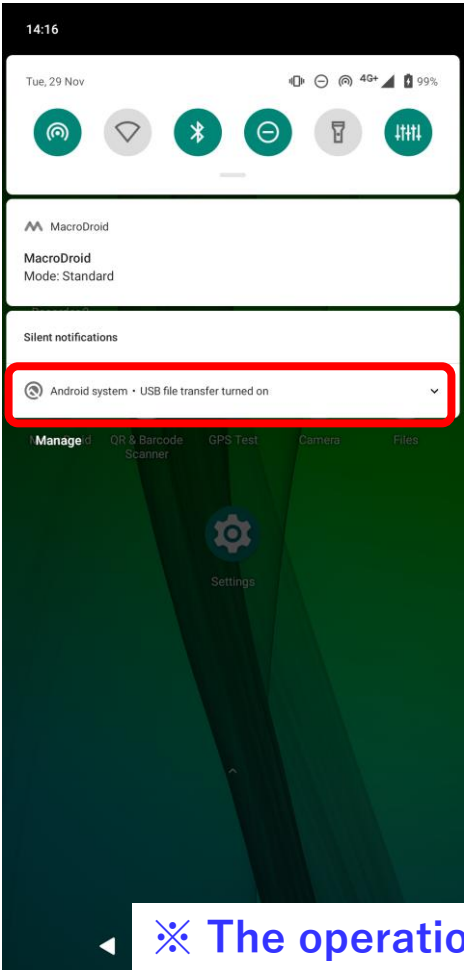 14:16
Tue, 29 Nov
4G+ 99%
MacroDroid
MacroDroid
Mode: Standard
Silent notifications
Android system • USB file transfer turned on
Manage QR & Barcode Scanner GPS Test Camera Files
Settings
※ The operatio